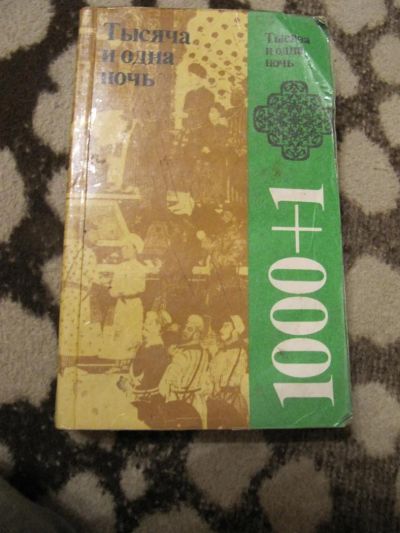 Тысяча
и одна
ночь
Тысяча
и одна
ночь
1000+1